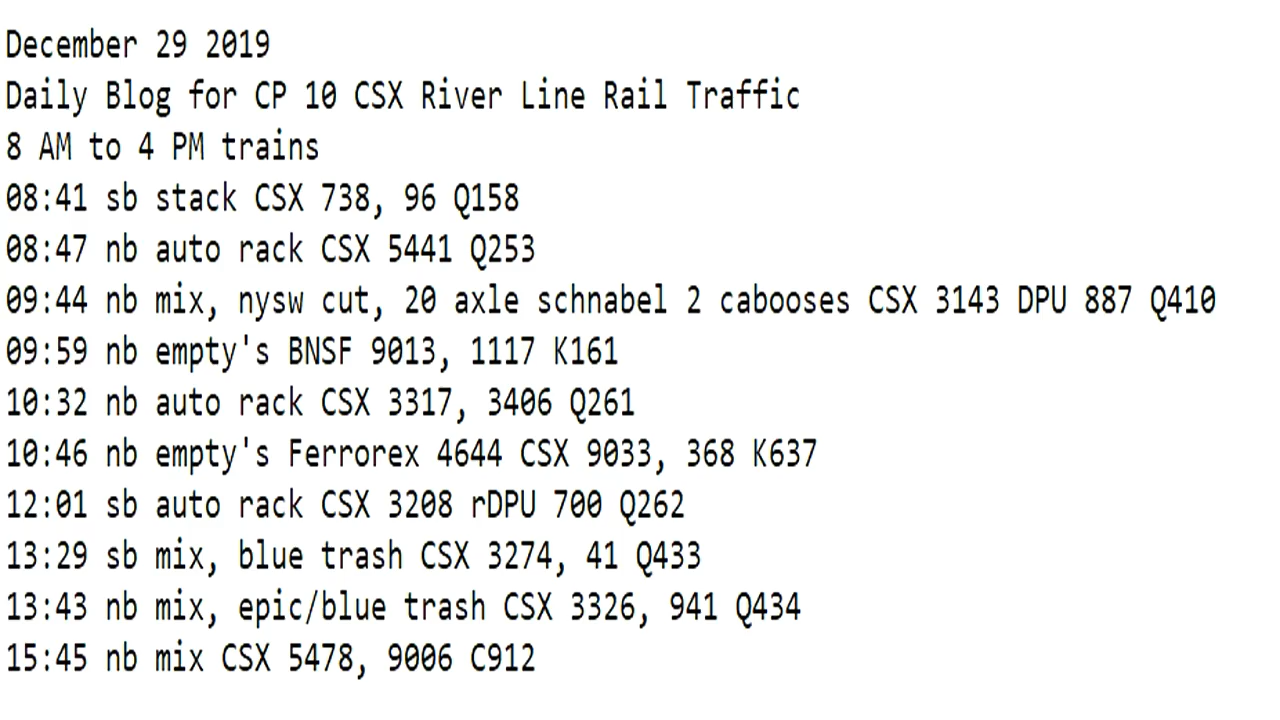 December 29 2019
Daily Blog for CP 10 CSX River Line Rail Traffic
8 AM to 4 PM trains
08:41 sb stack CSX 738, 96 Q158
08:47 nb auto rack CSX 5441 Q253
09:44 nb mix, nysw cut, 20 axle schnabel 2 cabooses CSX 3143 DPU 887 Q410
09:59 nb empty's BNSF 9013, 1117 K161
10:32 nb auto rack CSX 3317, 3406 Q261
10:46 nb empty's Ferrorex 4644 CSX 9033, 368 K637
12:01 sb auto rack CSX 3208 rDPU 700 Q262
13:29 sb mix, blue trash CSX 3274, 41 Q433
13:43 nb mix, epic/blue trash CSX 3326, 941 Q434
15:45 nb mix CSX 5478, 9006 C912